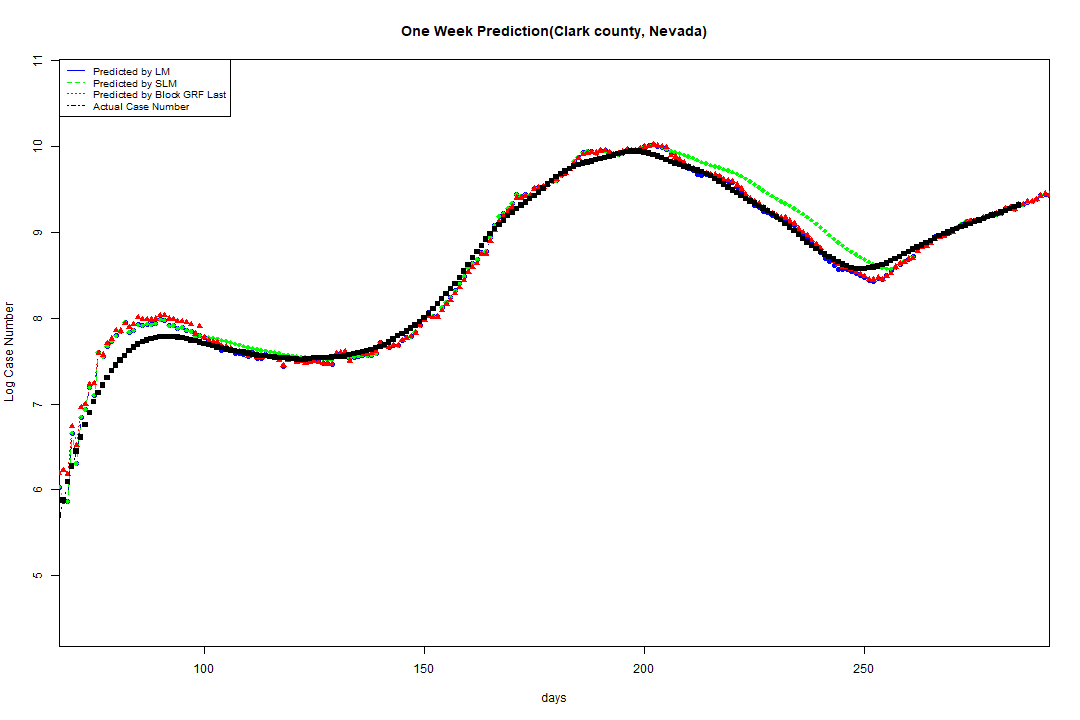 One Week Prediction(Clark county, Nevada)
Predicted by LM
Predicted by SLM
Predicted by Block GRF Last
Actual Case Number
11
10
9
8
7
6
5
Log Case Number
100
150
200
250
days